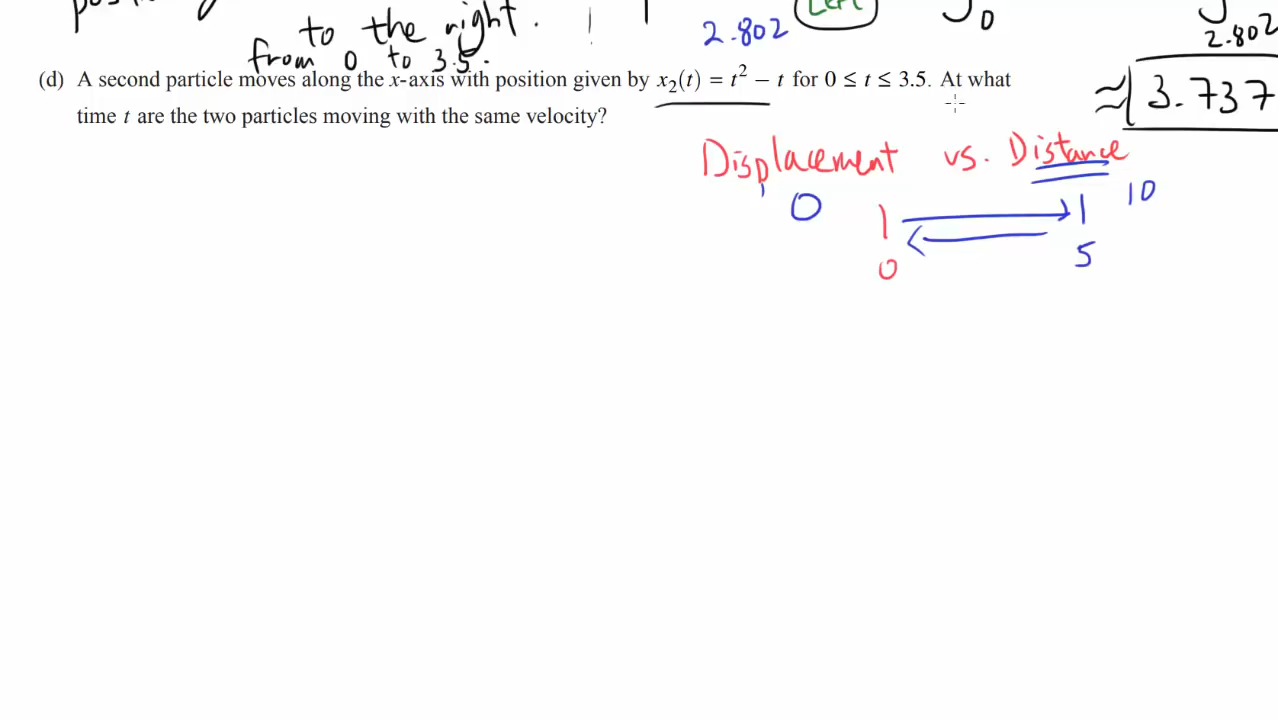 to the right.
2.802
0
2.802
from 0 to 3.5.
(d) A second particle moves along the x-axis with position given by x₂(t) = t² − t for 0 ≤ t ≤ 3.5. At what
time t are the two particles moving with the same velocity?
≈ 3.737
Displacement vs. Distance
0 1 1 10
0 5